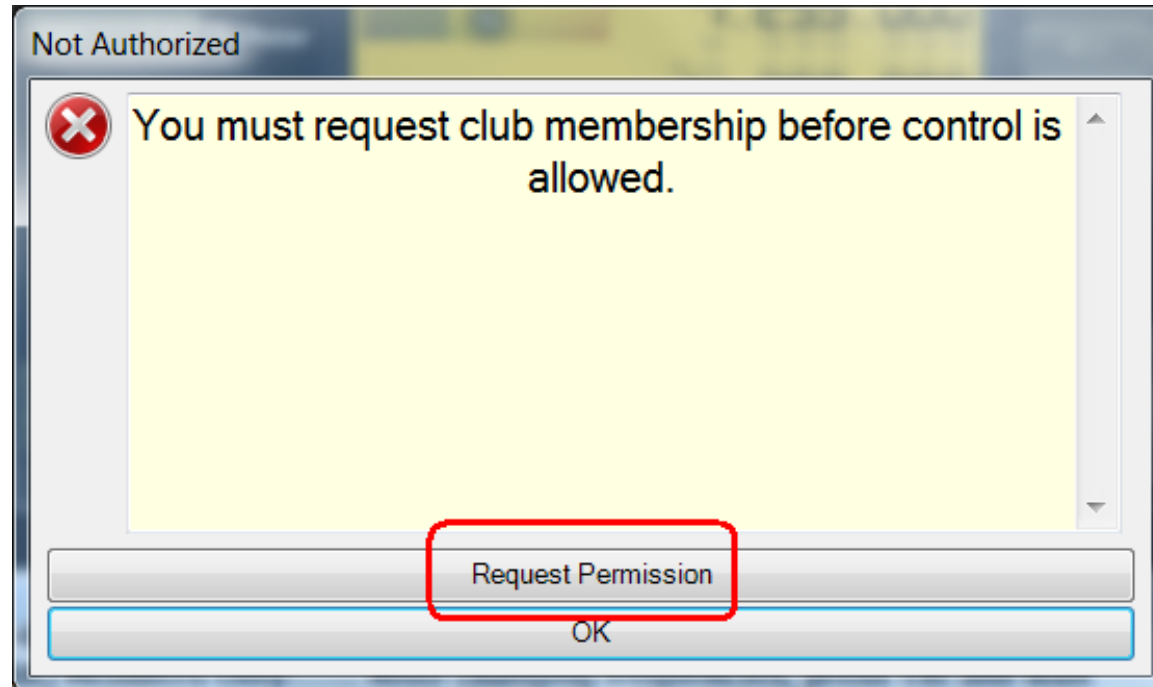 Not Authorized
You must request club membership before control is
allowed.
Request Permission
OK